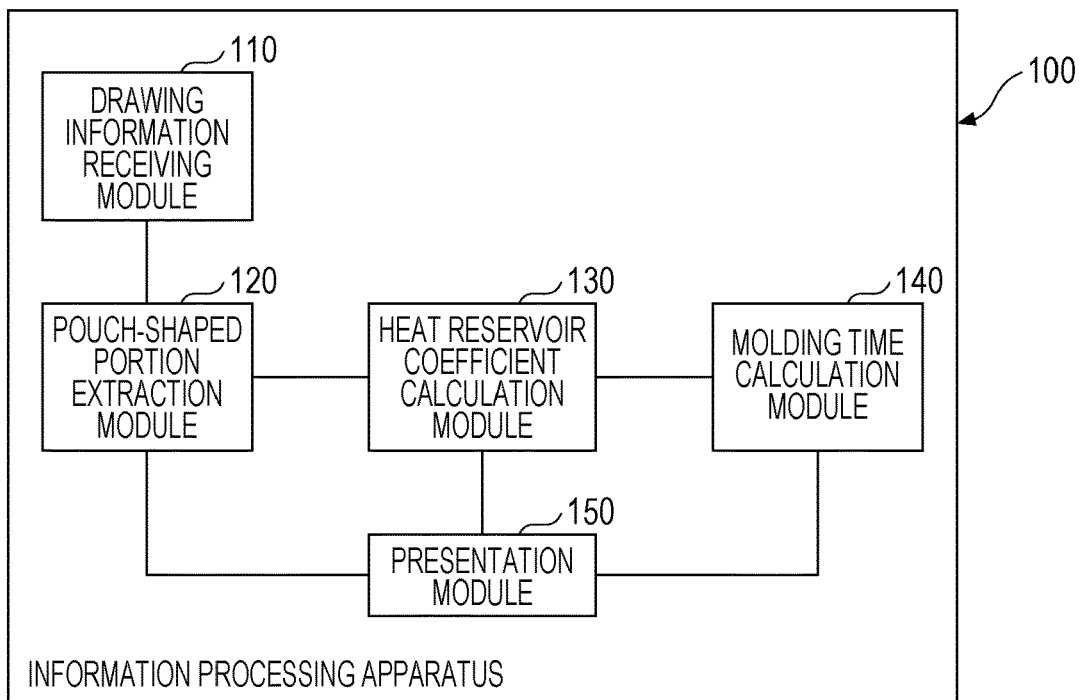 110
100
DRAWING
INFORMATION
RECEIVING
MODULE
120
130
140
POUCH-SHAPED
PORTION
EXTRACTION
MODULE
HEAT RESERVOIR
COEFFICIENT
CALCULATION
MODULE
MOLDING TIME
CALCULATION
MODULE
150
PRESENTATION
MODULE
INFORMATION PROCESSING APPARATUS